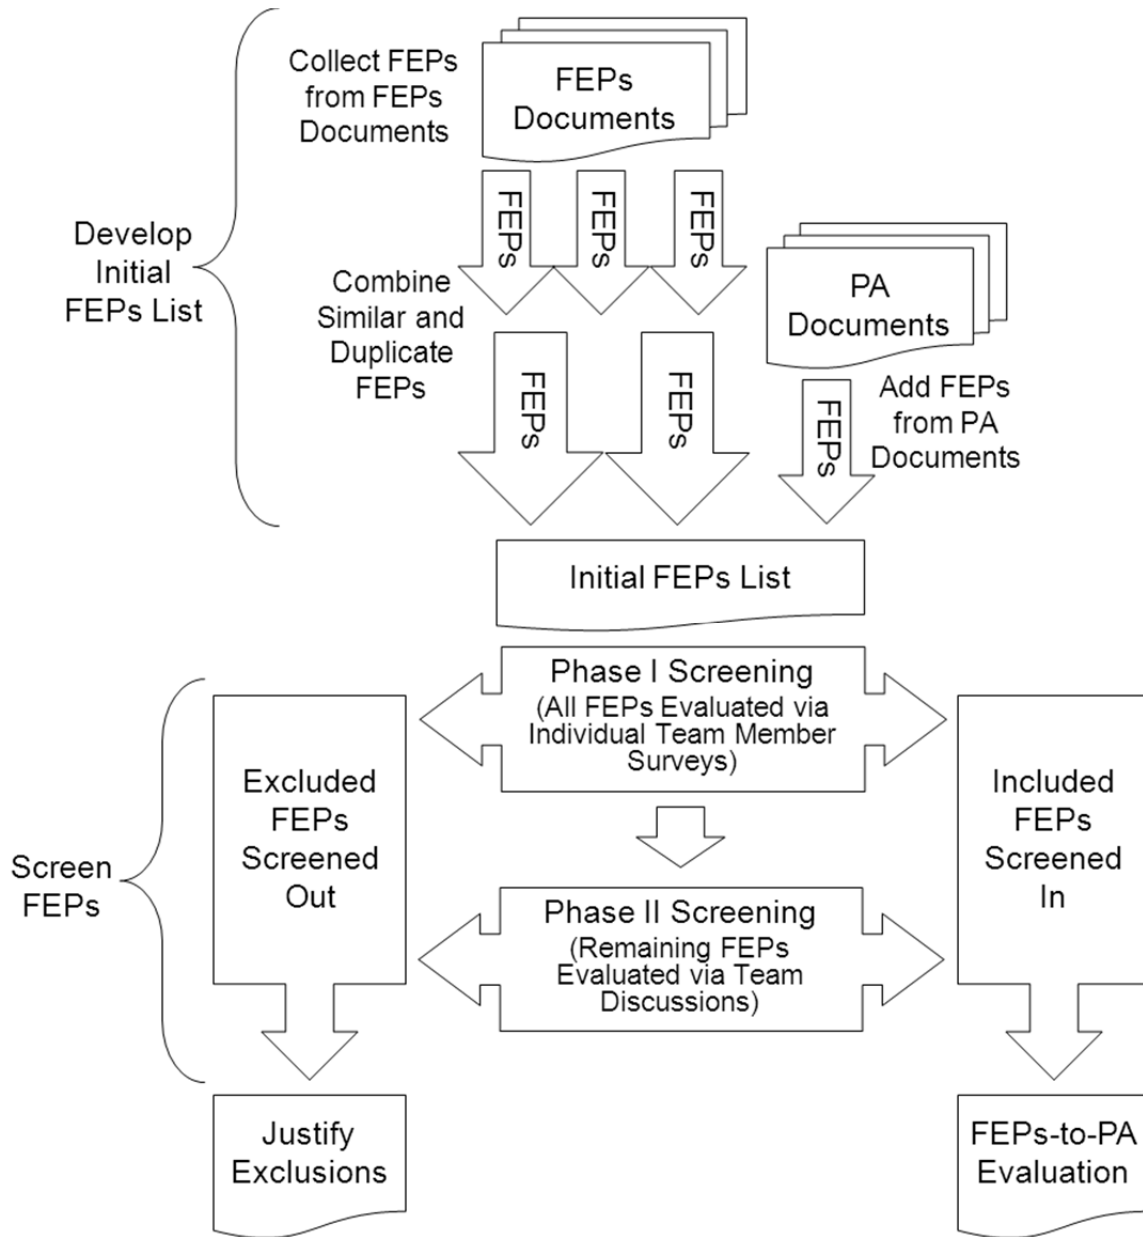 Collect FEPs
from FEPs
Documents
FEPs
Documents
FEPs
FEPs
FEPs
Develop
Initial
FEPs List
Combine
Similar and
Duplicate
FEPs
PA
Documents
FEPs
FEPs
FEPs
Add FEPs
from PA
Documents
Initial FEPs List
Phase I Screening
(All FEPs Evaluated via
Individual Team Member
Surveys)
Excluded
FEPs
Screened
Out
Included
FEPs
Screened
In
Screen
FEPs
Phase II Screening
(Remaining FEPs
Evaluated via Team
Discussions)
Justify
Exclusions
FEPs-to-PA
Evaluation